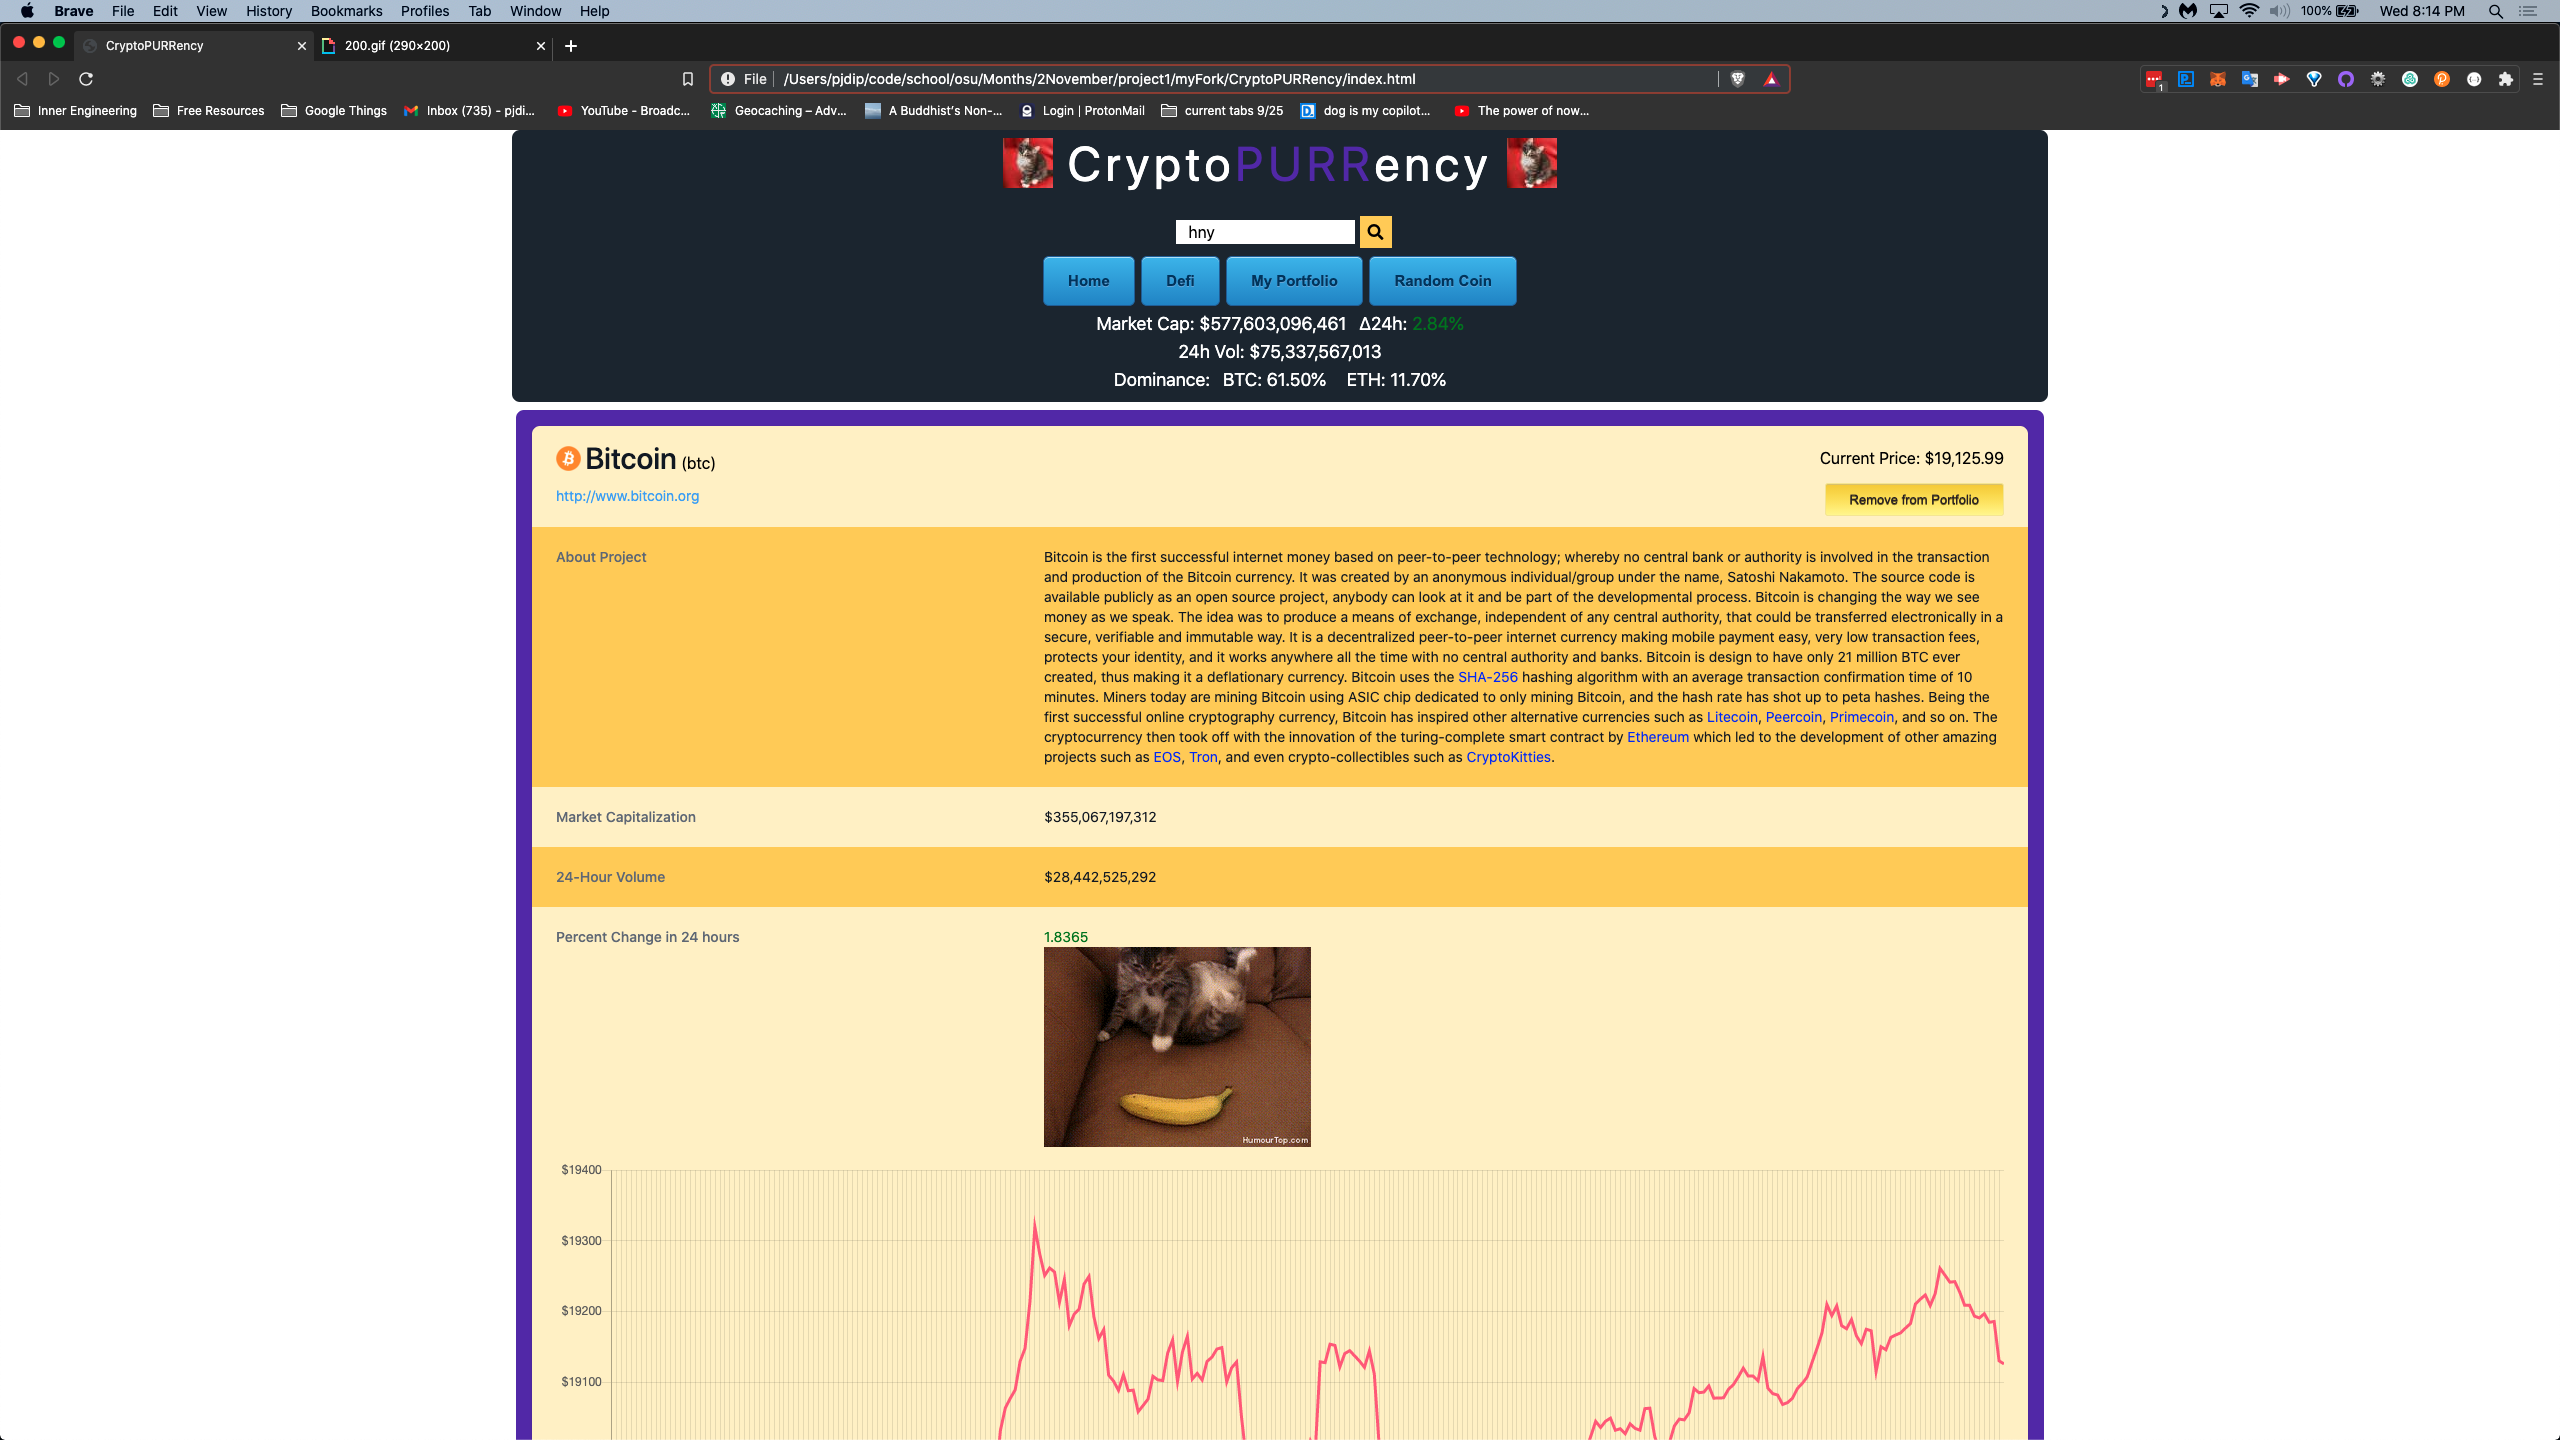 Brave File Edit View History Bookmarks Profiles Tab Window Help 100% Wed 8:14 PM
CryptoPURRency 200.gif (290×200)
File /Users/pjdip/code/school/osu/Months/2November/project1/myFork/CryptoPURRency/index.html 1
Inner Engineering Free Resources Google Things Inbox (735) - pjdi... YouTube - Broadc... Geocaching – Adv... A Buddhist's Non-... Login | ProtonMail current tabs 9/25 dog is my copilot... The power of now...
CryptoPURRency
hny
Home Defi My Portfolio Random Coin
Market Cap: $577,603,096,461 Δ24h: 2.84%
24h Vol: $75,337,567,013
Dominance: BTC: 61.50% ETH: 11.70%
Bitcoin (btc) Current Price: $19,125.99
http://www.bitcoin.org Remove from Portfolio
About Project
Bitcoin is the first successful internet money based on peer-to-peer technology; whereby no central bank or authority is involved in the transaction
and production of the Bitcoin currency. It was created by an anonymous individual/group under the name, Satoshi Nakamoto. The source code is
available publicly as an open source project, anybody can look at it and be part of the developmental process. Bitcoin is changing the way we see
money as we speak. The idea was to produce a means of exchange, independent of any central authority, that could be transferred electronically in a
secure, verifiable and immutable way. It is a decentralized peer-to-peer internet currency making mobile payment easy, very low transaction fees,
protects your identity, and it works anywhere all the time with no central authority and banks. Bitcoin is design to have only 21 million BTC ever
created, thus making it a deflationary currency. Bitcoin uses the SHA-256 hashing algorithm with an average transaction confirmation time of 10
minutes. Miners today are mining Bitcoin using ASIC chip dedicated to only mining Bitcoin, and the hash rate has shot up to peta hashes. Being the
first successful online cryptography currency, Bitcoin has inspired other alternative currencies such as Litecoin, Peercoin, Primecoin, and so on. The
cryptocurrency then took off with the innovation of the turing-complete smart contract by Ethereum which led to the development of other amazing
projects such as EOS, Tron, and even crypto-collectibles such as CryptoKitties.
Market Capitalization $355,067,197,312
24-Hour Volume $28,442,525,292
Percent Change in 24 hours 1.8365
HumourTop.com
$19400
$19300
$19200
$19100